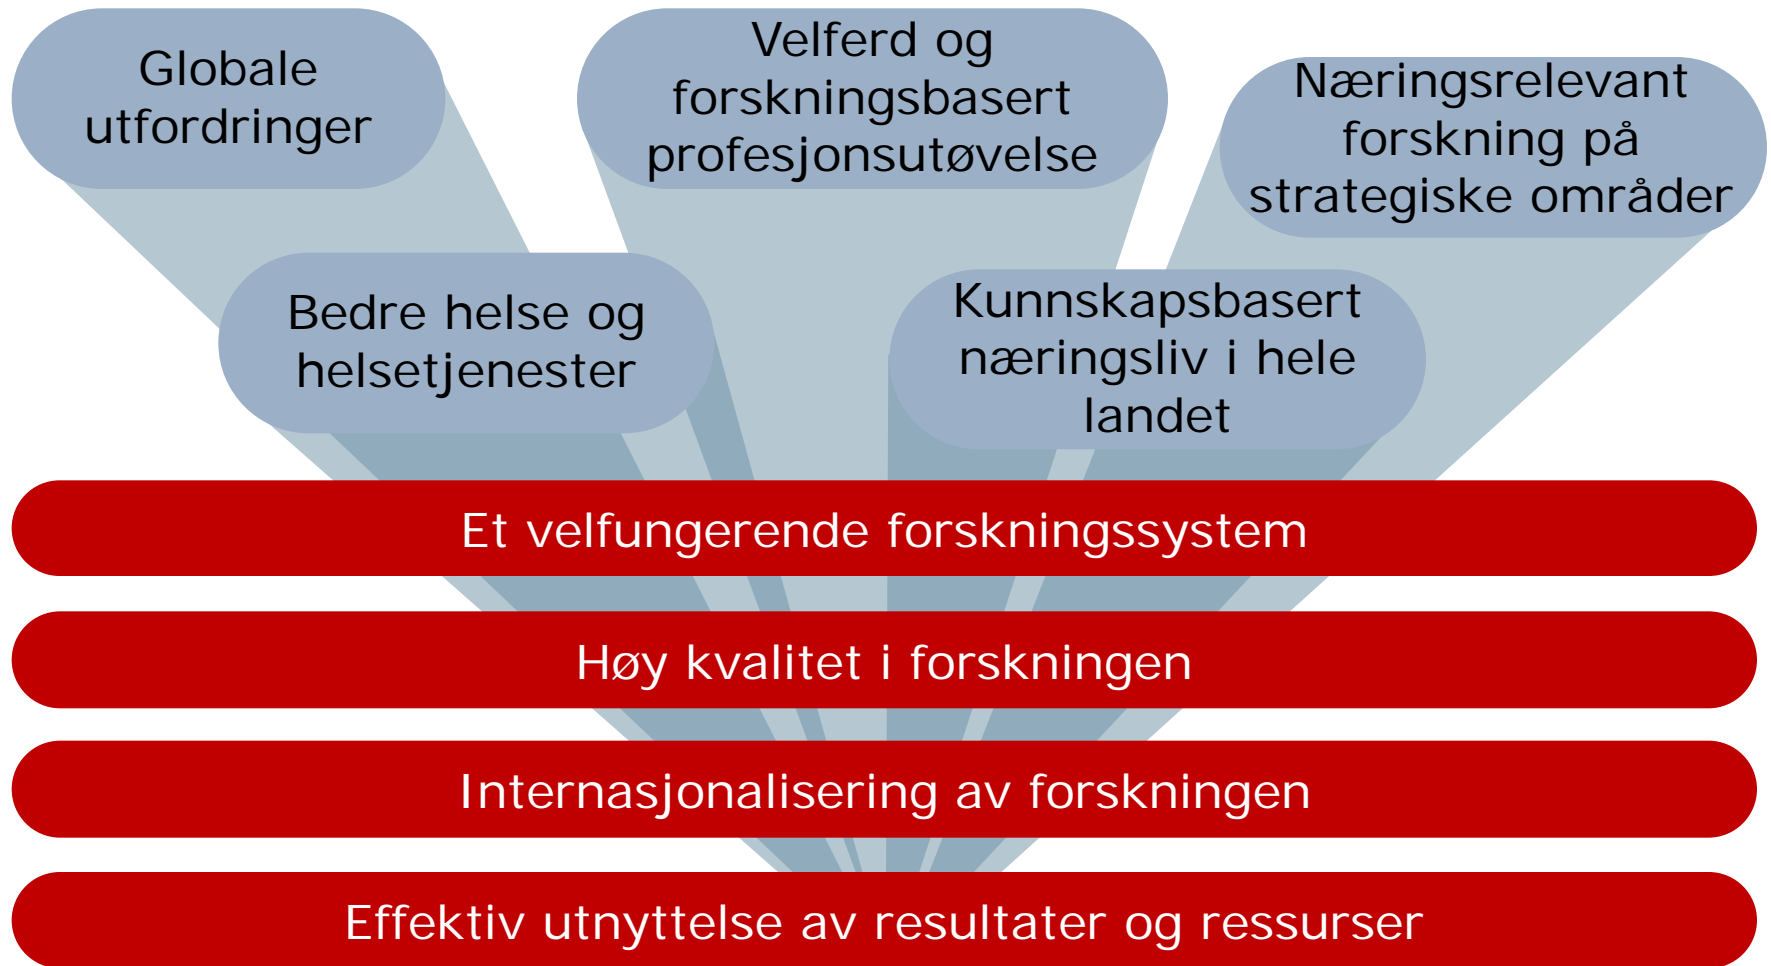 Globale
utfordringer
Velferd og
forskningsbasert
profesjonsutøvelse
Næringsrelevant
forskning på
strategiske områder
Bedre helse og
helsetjenester
Kunnskapsbasert
næringsliv i hele
landet
Et velfungerende forskningssystem
Høy kvalitet i forskningen
Internasjonalisering av forskningen
Effektiv utnyttelse av resultater og ressurser